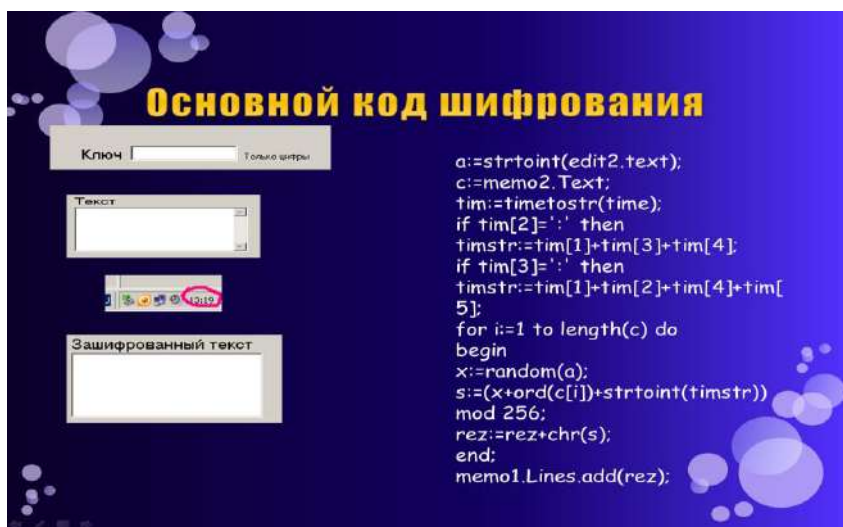 Основной код шифрования
Ключ
Только цифры
Текст
Зашифрованный текст
a:=strtoint(edit2.text);
c:=memo2.Text;
tim:=timetostr(time);
if tim[2]=':' then
timstr:=tim[1]+tim[3]+tim[4];
if tim[3]=':' then
timstr:=tim[1]+tim[2]+tim[4]+tim[
5];
for i:=1 to length(c) do
begin
x:=random(a);
s:=(x+ord(c[i])+strtoint(timstr))
mod 256;
rez:=rez+chr(s);
end;
memo1.Lines.add(rez);